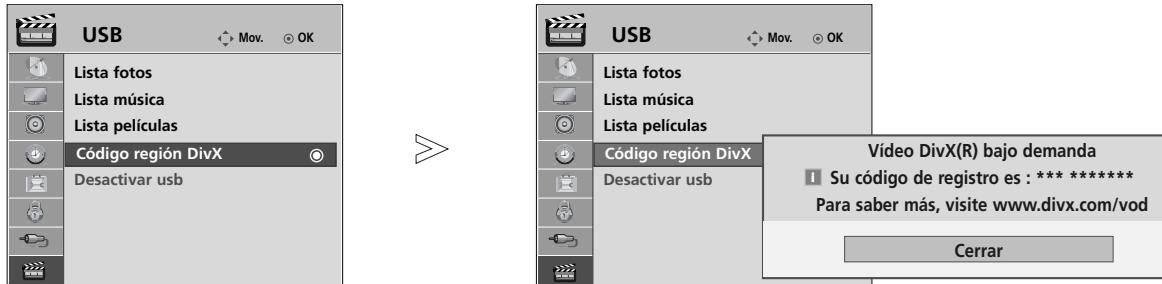 USB Mov. OK
Lista fotos
Lista música
Lista películas
Código región DivX
Desactivar usb
USB Mov. OK
Lista fotos
Lista música
Lista películas
Código región DivX
Desactivar usb
Vídeo DivX(R) bajo demanda
Su código de registro es : *** *******
Para saber más, visite www.divx.com/vod
Cerrar